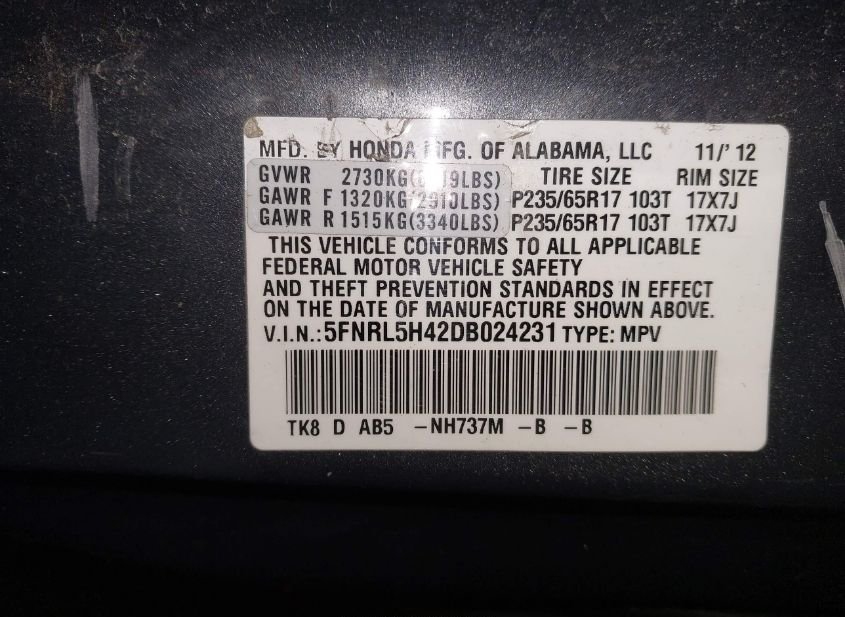 MFD. BY HONDA MFG. OF ALABAMA, LLC 11/'12
GVWR TIRE SIZE RIM SIZE
GAWR F 1320KG(2910LBS) P235/65R17 103T 17X7J
GAWR R 1515KG(3340LBS) P235/65R17 103T 17X7J
THIS VEHICLE CONFORMS TO ALL APPLICABLE
FEDERAL MOTOR VEHICLE SAFETY
AND THEFT PREVENTION STANDARDS IN EFFECT
ON THE DATE OF MANUFACTURE SHOWN ABOVE.
V.I.N.:5FNRL5H42DB024231 TYPE: MPV
TK8 D AB5 -NH737M -B -B